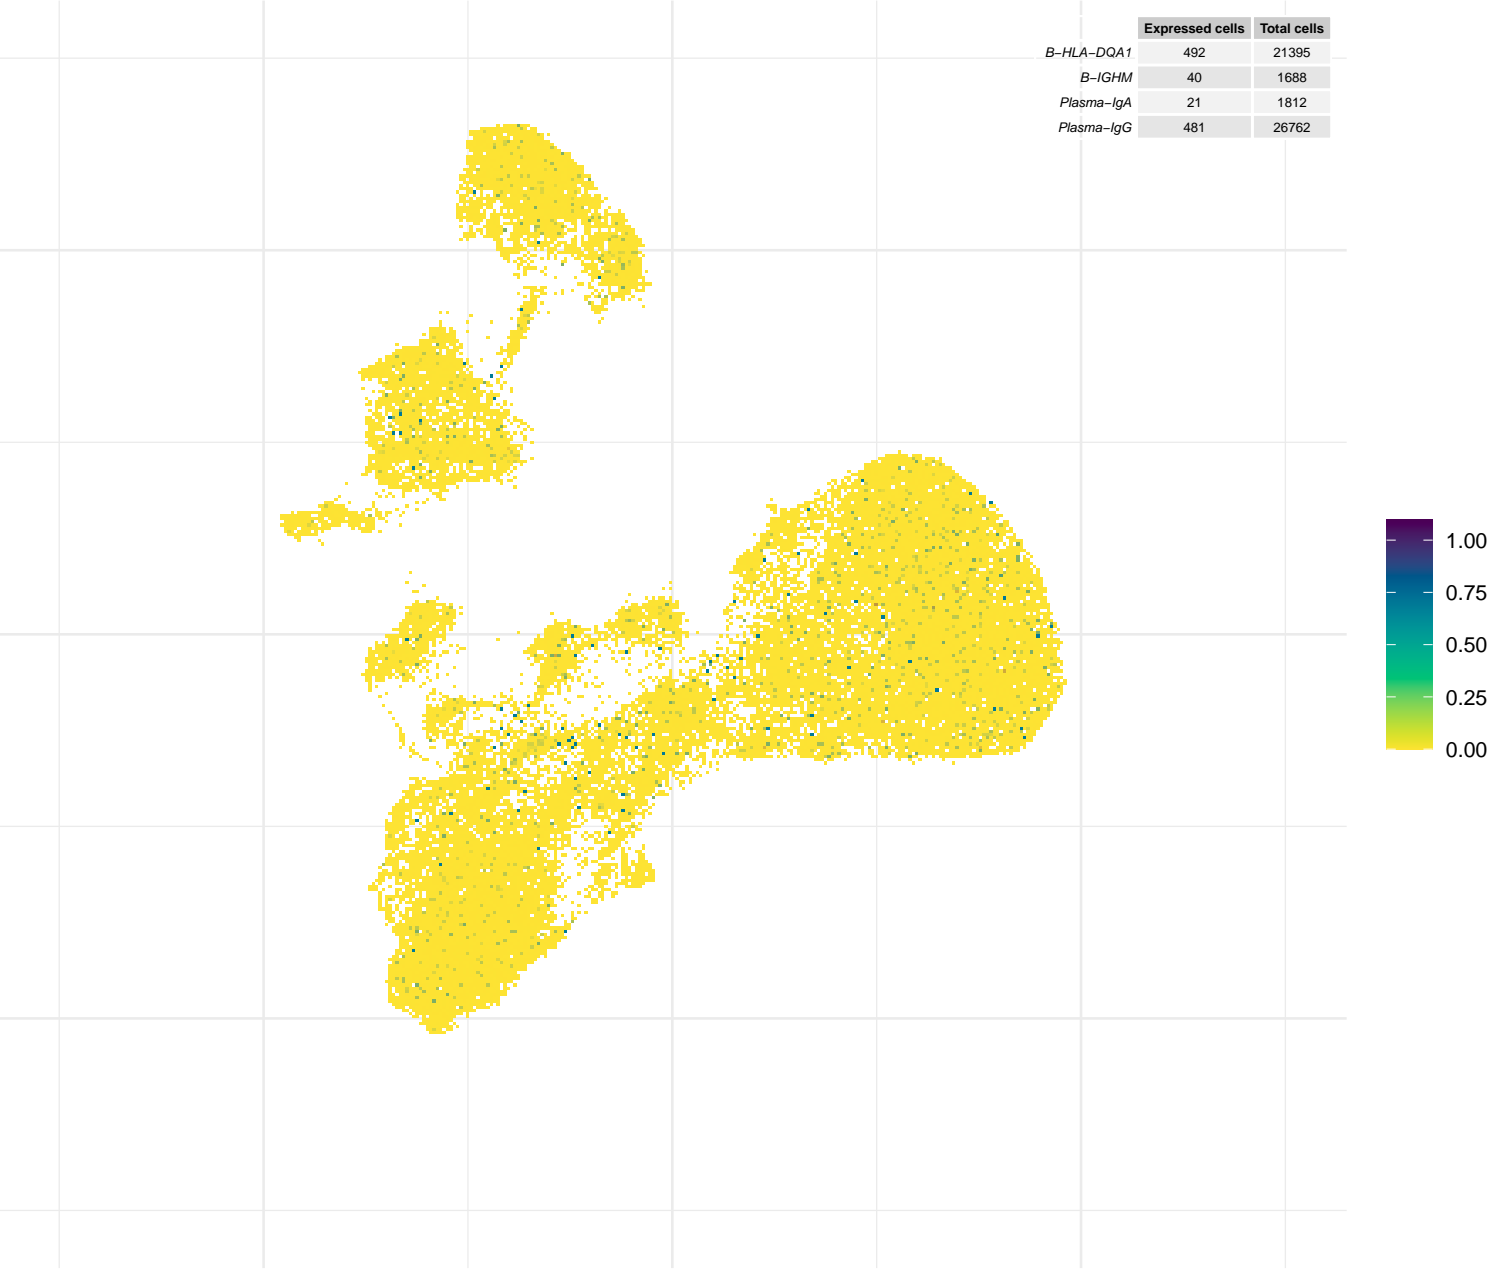 Expressed cells Total cells
B−HLA−DQA1 492 21395
B−IGHM 40 1688
Plasma−IgA 21 1812
Plasma−IgG 481 26762
1.00
0.75
0.50
0.25
0.00